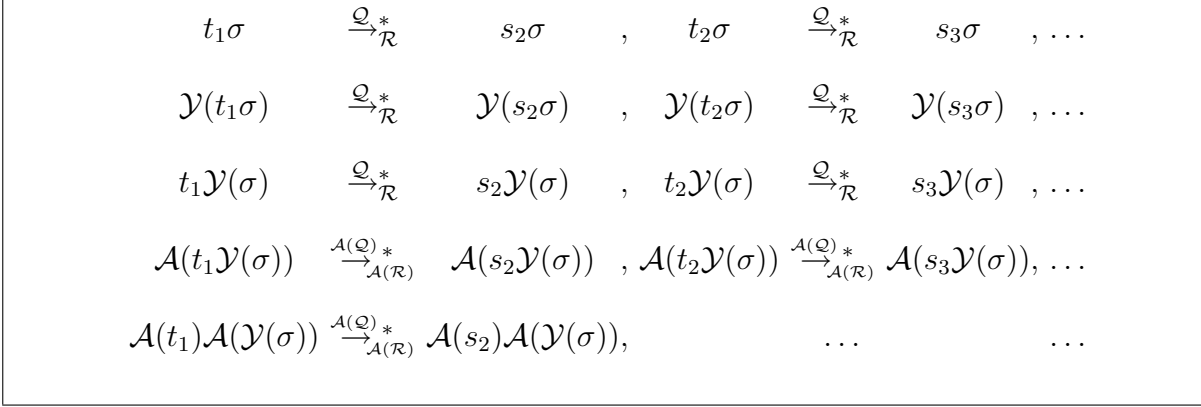 t₁σ →^𝒬_ℛ* s₂σ , t₂σ →^𝒬_ℛ* s₃σ , …
𝒴(t₁σ) →^𝒬_ℛ* 𝒴(s₂σ) , 𝒴(t₂σ) →^𝒬_ℛ* 𝒴(s₃σ) , …
t₁𝒴(σ) →^𝒬_ℛ* s₂𝒴(σ) , t₂𝒴(σ) →^𝒬_ℛ* s₃𝒴(σ) , …
𝒜(t₁𝒴(σ)) →^𝒜(𝒬)_𝒜(ℛ)* 𝒜(s₂𝒴(σ)) , 𝒜(t₂𝒴(σ)) →^𝒜(𝒬)_𝒜(ℛ)* 𝒜(s₃𝒴(σ)), …
𝒜(t₁)𝒜(𝒴(σ)) →^𝒜(𝒬)_𝒜(ℛ)* 𝒜(s₂)𝒜(𝒴(σ)), … …